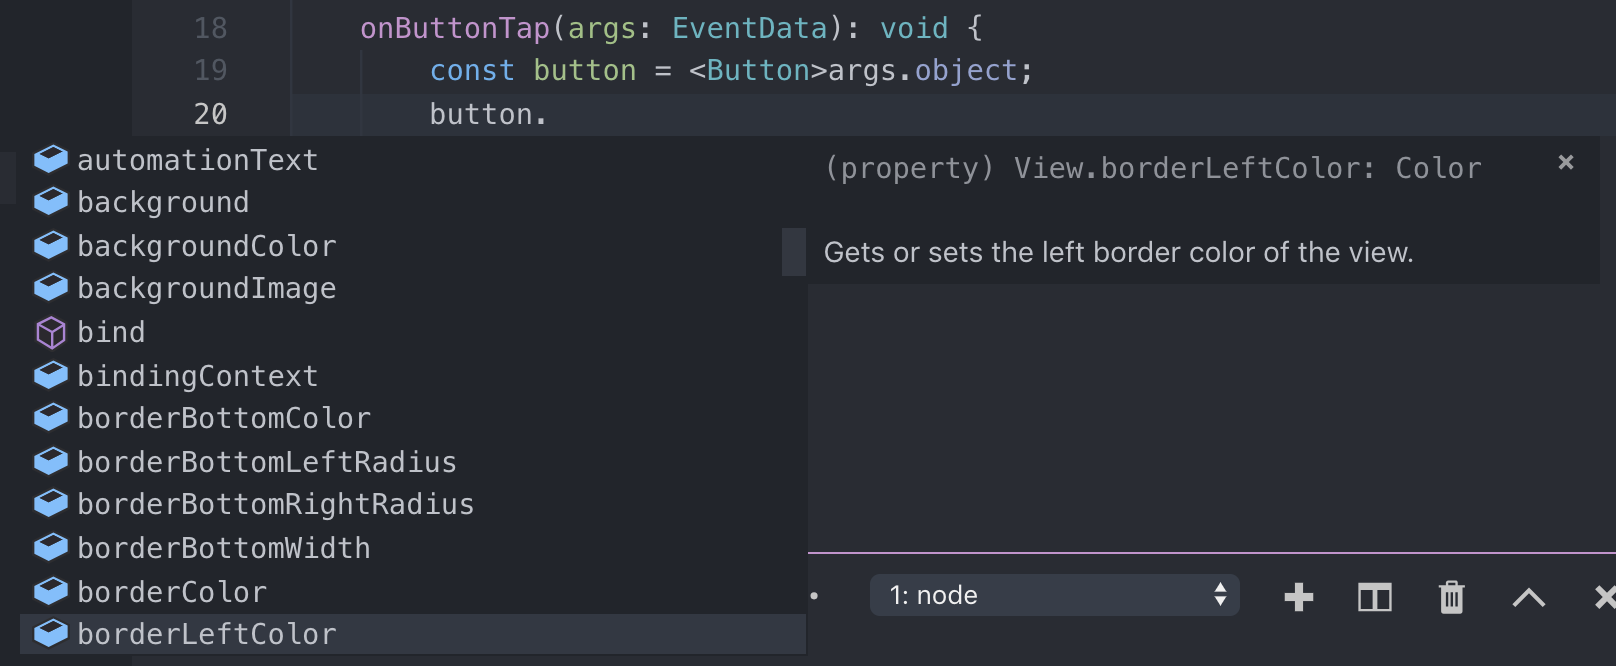 18 onButtonTap(args: EventData): void {
19 const button = <Button>args.object;
20 button.
automationText
background
backgroundColor
backgroundImage
bind
bindingContext
borderBottomColor
borderBottomLeftRadius
borderBottomRightRadius
borderBottomWidth
borderColor
borderLeftColor
(property) View.borderLeftColor: Color
Gets or sets the left border color of the view.
1: node